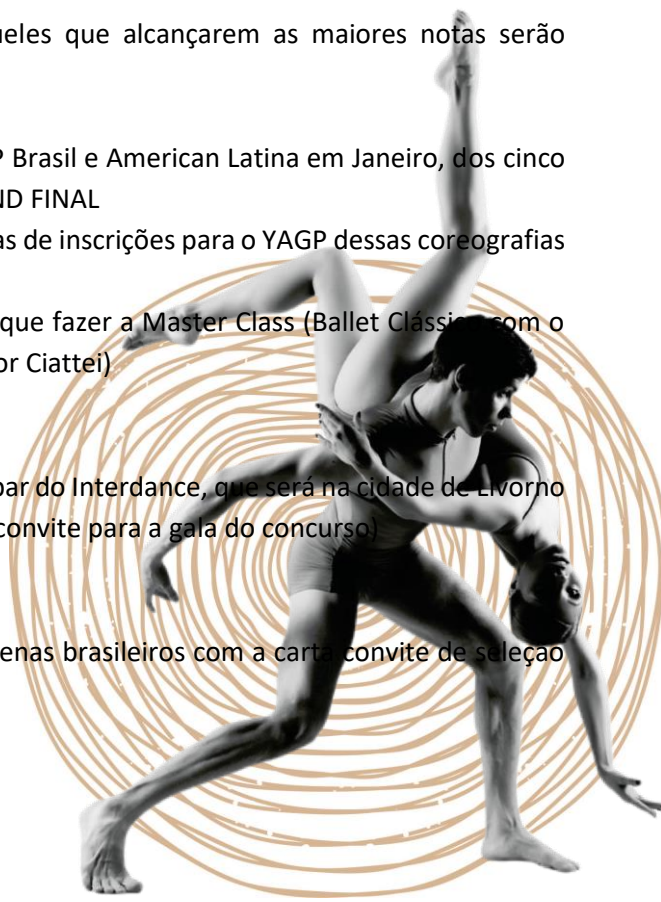 ueles que alcançarem as maiores notas serão
P Brasil e American Latina em Janeiro, dos cinco
ND FINAL
as de inscrições para o YAGP dessas coreografias
que fazer a Master Class (Ballet Clássico com o
or Ciattei)
par do Interdance, que será na cidade de Livorno
convite para a gala do concurso)
enas brasileiros com a carta convite de seleção